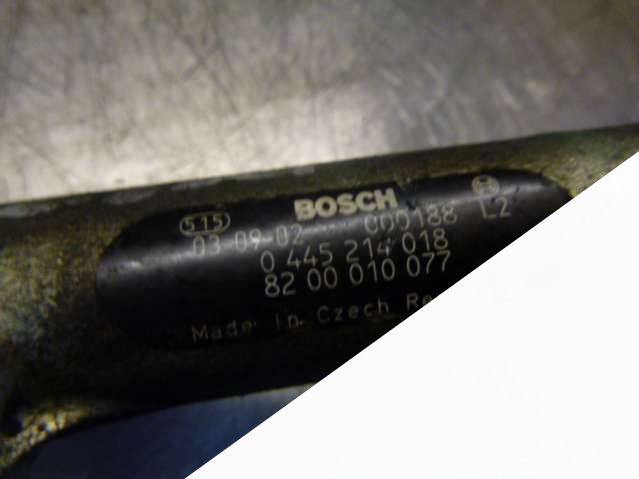 515 BOSCH
03-09-02 C00188 L2
0 445 214 018
82 00 010 077
Made In Czech Re